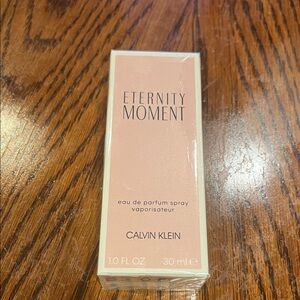 ETERNITY
MOMENT
eau de parfum spray
vaporisateur
CALVIN KLEIN
1.0 FL OZ 30 ml ℮